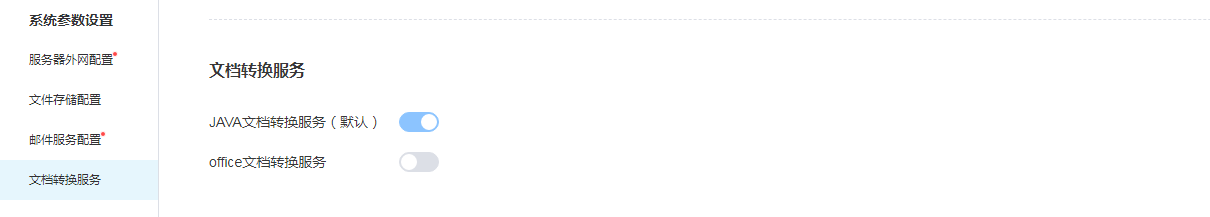 系统参数设置
服务器外网配置*
文件存储配置
邮件服务配置*
文档转换服务
文档转换服务
JAVA文档转换服务（默认）
office文档转换服务